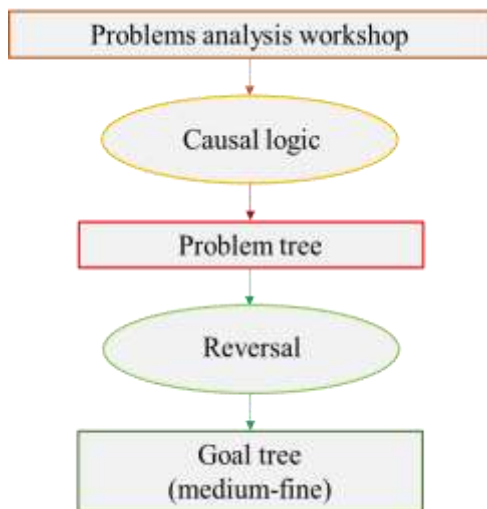 Problems analysis workshop
Causal logic
Problem tree
Reversal
Goal tree
(medium-fine)